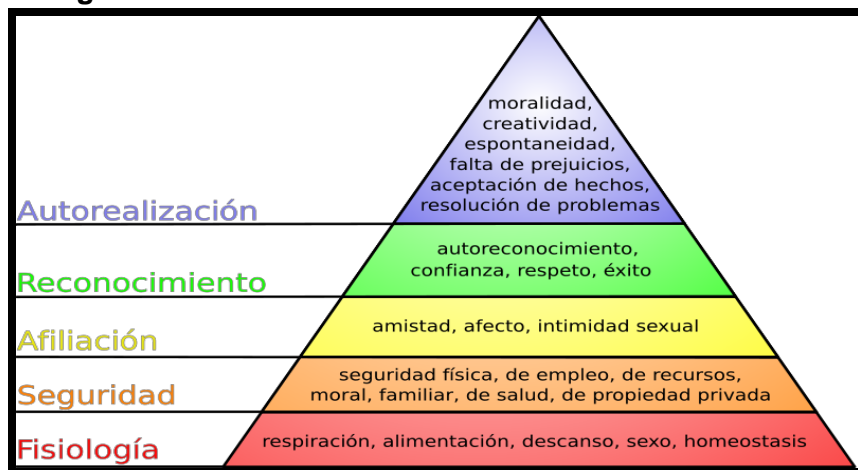 moralidad,
creatividad,
espontaneidad,
falta de prejuicios,
aceptación de hechos,
resolución de problemas
Autorealización
autoreconocimiento,
confianza, respeto, éxito
Reconocimiento
amistad, afecto, intimidad sexual
Afiliación
seguridad física, de empleo, de recursos,
moral, familiar, de salud, de propiedad privada
Seguridad
respiración, alimentación, descanso, sexo, homeostasis
Fisiología